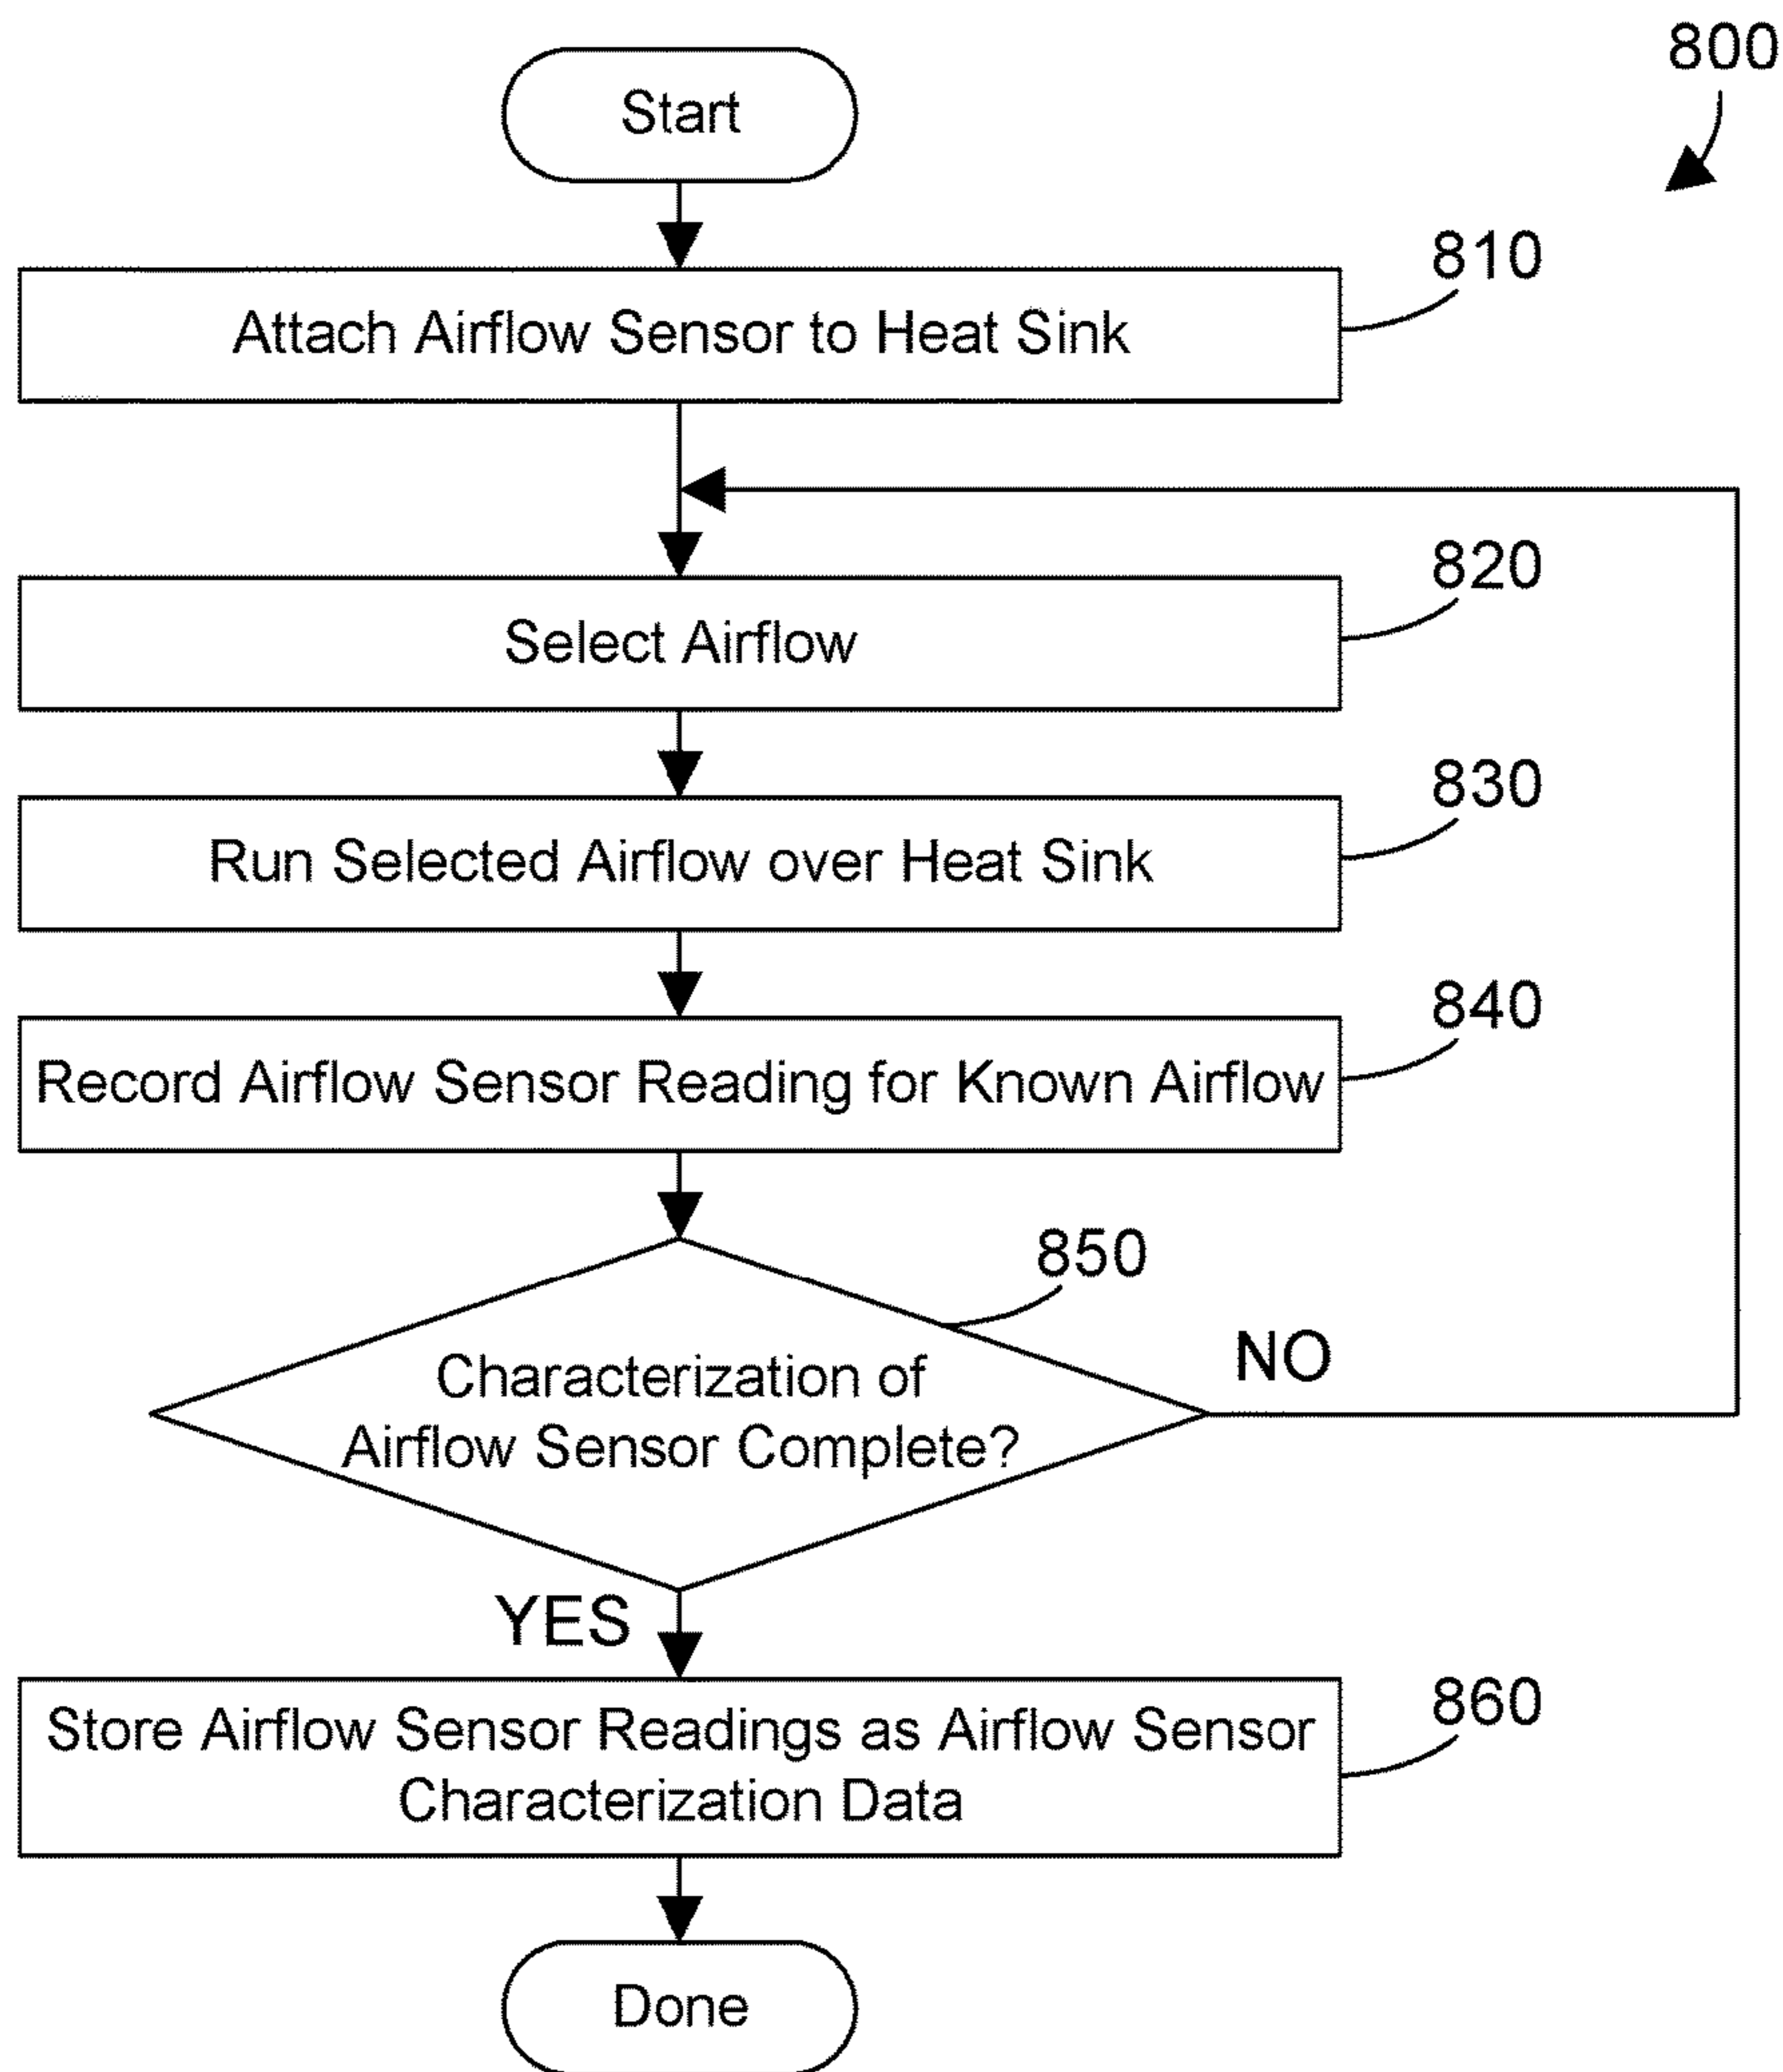 800
Start
810
Attach Airflow Sensor to Heat Sink
820
Select Airflow
830
Run Selected Airflow over Heat Sink
840
Record Airflow Sensor Reading for Known Airflow
850
Characterization of
Airflow Sensor Complete?
NO
YES
860
Store Airflow Sensor Readings as Airflow Sensor
Characterization Data
Done